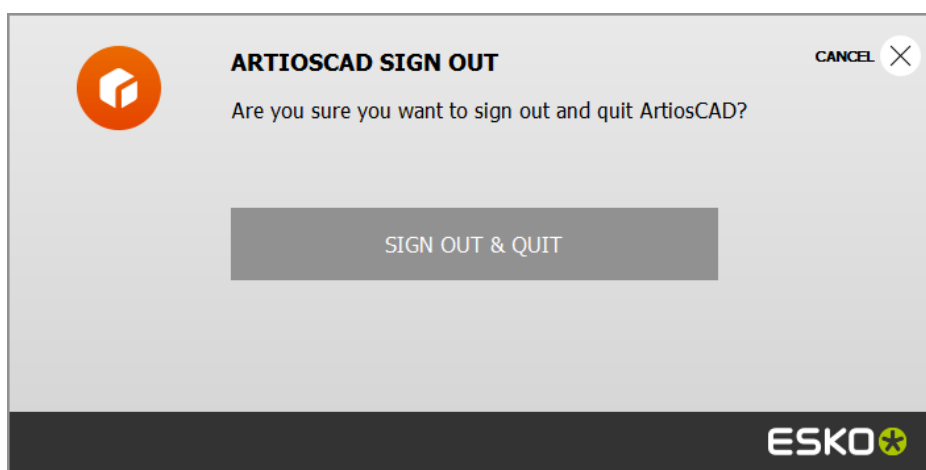 ARTIOSCAD SIGN OUT
CANCEL
Are you sure you want to sign out and quit ArtiosCAD?
SIGN OUT & QUIT
ESKO